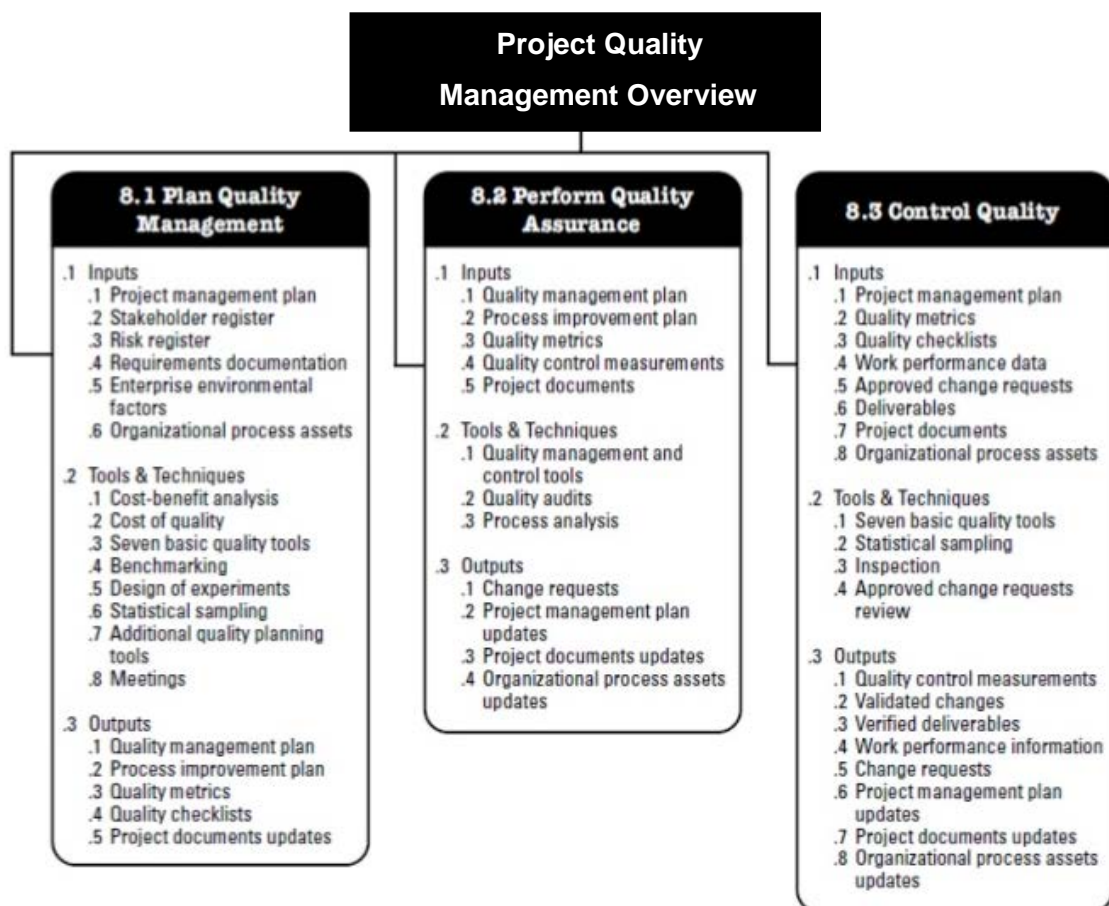 Project Quality
Management Overview
8.1 Plan Quality
Management
.1 Inputs
.1 Project management plan
.2 Stakeholder register
.3 Risk register
.4 Requirements documentation
.5 Enterprise environmental
factors
.6 Organizational process assets
.2 Tools & Techniques
.1 Cost-benefit analysis
.2 Cost of quality
.3 Seven basic quality tools
.4 Benchmarking
.5 Design of experiments
.6 Statistical sampling
.7 Additional quality planning
tools
.8 Meetings
.3 Outputs
.1 Quality management plan
.2 Process improvement plan
.3 Quality metrics
.4 Quality checklists
.5 Project documents updates
8.2 Perform Quality
Assurance
.1 Inputs
.1 Quality management plan
.2 Process improvement plan
.3 Quality metrics
.4 Quality control measurements
.5 Project documents
.2 Tools & Techniques
.1 Quality management and
control tools
.2 Quality audits
.3 Process analysis
.3 Outputs
.1 Change requests
.2 Project management plan
updates
.3 Project documents updates
.4 Organizational process assets
updates
8.3 Control Quality
.1 Inputs
.1 Project management plan
.2 Quality metrics
.3 Quality checklists
.4 Work performance data
.5 Approved change requests
.6 Deliverables
.7 Project documents
.8 Organizational process assets
.2 Tools & Techniques
.1 Seven basic quality tools
.2 Statistical sampling
.3 Inspection
.4 Approved change requests
review
.3 Outputs
.1 Quality control measurements
.2 Validated changes
.3 Verified deliverables
.4 Work performance information
.5 Change requests
.6 Project management plan
updates
.7 Project documents updates
.8 Organizational process assets
updates